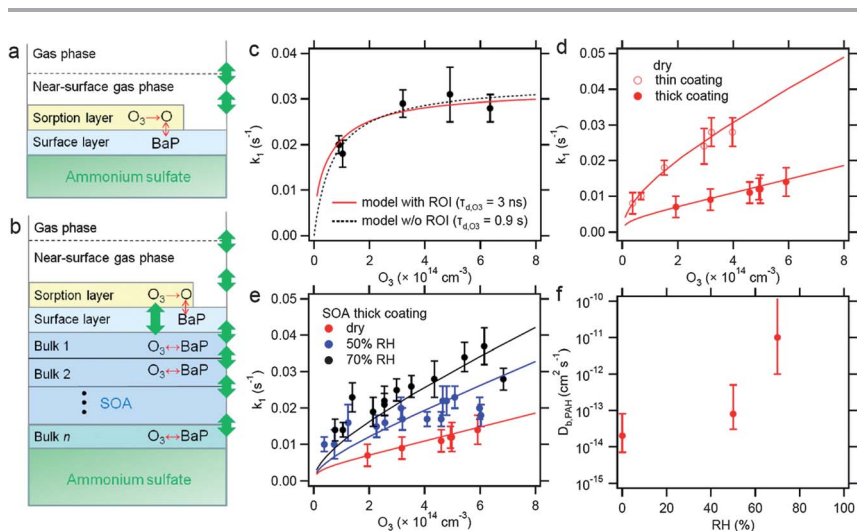 a
Gas phase
Near-surface gas phase
Sorption layer O₃→O
Surface layer BaP
Ammonium sulfate
b
Gas phase
Near-surface gas phase
Sorption layer O₃→O
Surface layer BaP
Bulk 1 O₃↔BaP
Bulk 2 O₃↔BaP
SOA
Bulk n O₃↔BaP
Ammonium sulfate
c
0.04
0.03
0.02
0.01
0.00
k₁ (s⁻¹)
model with ROI (τd,O3 = 3 ns)
model w/o ROI (τd,O3 = 0.9 s)
0 2 4 6 8
O₃ (× 10¹⁴ cm⁻³)
d
0.05
0.04
0.03
0.02
0.01
0.00
k₁ (s⁻¹)
dry
thin coating
thick coating
0 2 4 6 8
O₃ (× 10¹⁴ cm⁻³)
e
0.05
0.04
0.03
0.02
0.01
0.00
k₁ (s⁻¹)
SOA thick coating
dry
50% RH
70% RH
0 2 4 6 8
O₃ (× 10¹⁴ cm⁻³)
f
10⁻¹⁰
10⁻¹¹
10⁻¹²
10⁻¹³
10⁻¹⁴
10⁻¹⁵
Db,PAH (cm² s⁻¹)
0 20 40 60 80 100
RH (%)